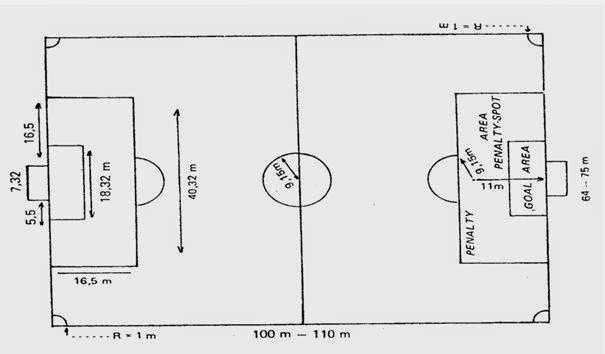 R = 1 m
16,5
7,32
5,5
18,32 m
40,32 m
9,15m
AREA
PENALTY-SPOT
9,15m
11m
GOAL AREA
PENALTY
64 -- 75 m
16,5 m
R = 1 m
100 m — 110 m